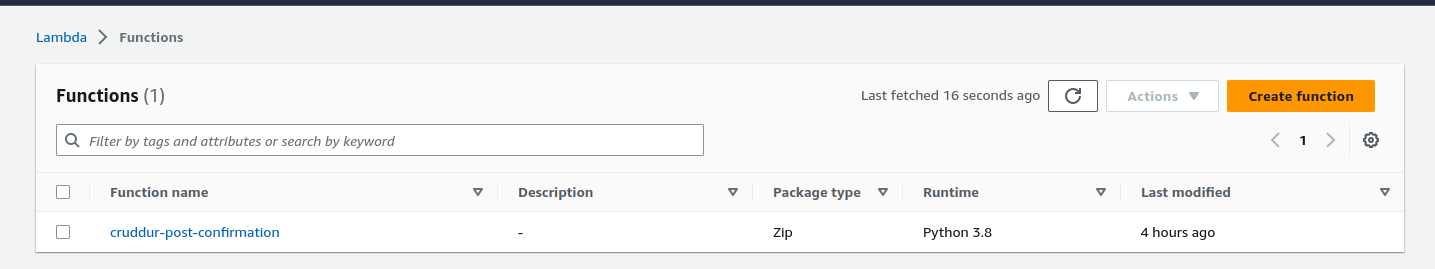 Lambda Functions
Functions (1) Last fetched 16 seconds ago Actions Create function
Filter by tags and attributes or search by keyword 1
Function name Description Package type Runtime Last modified
cruddur-post-confirmation - Zip Python 3.8 4 hours ago